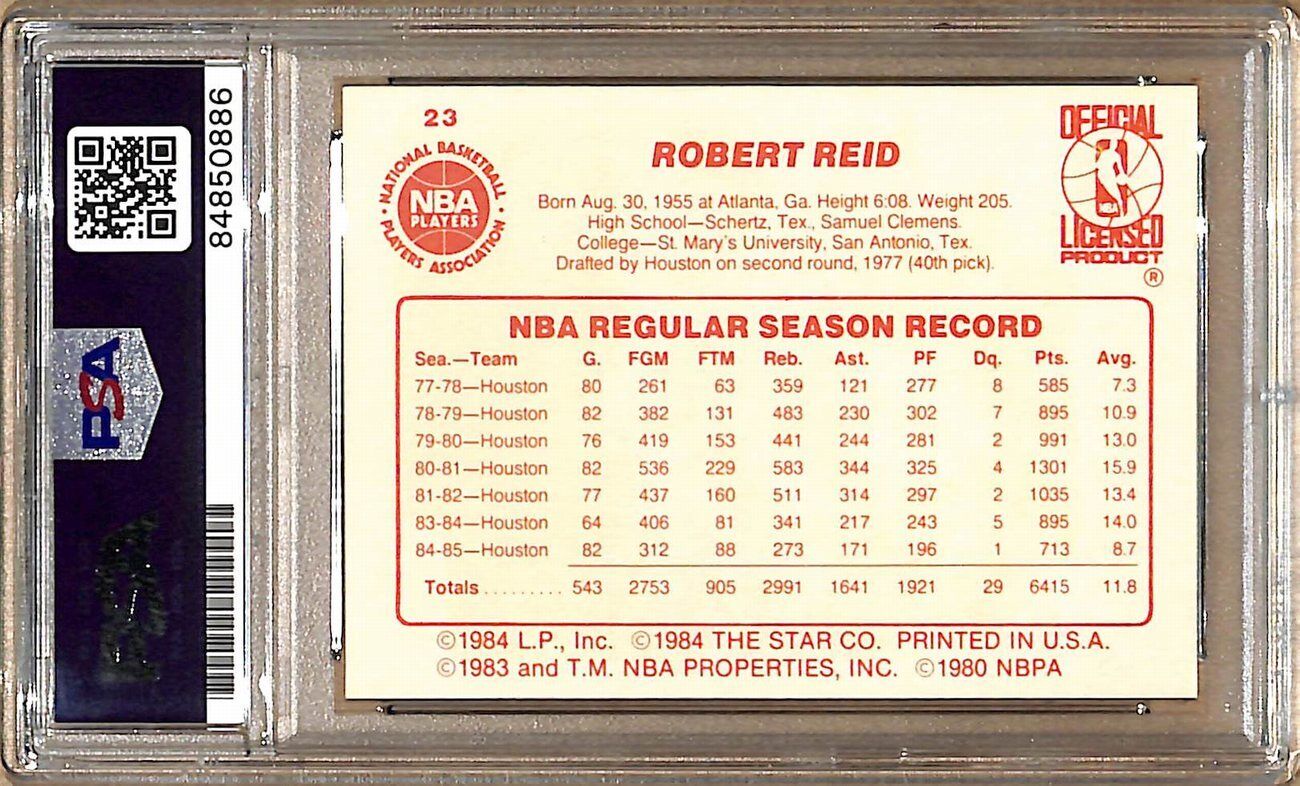 84850886
PSA
23
NATIONAL BASKETBALL
NBA
PLAYERS
PLAYERS ASSOCIATION
ROBERT REID
Born Aug. 30, 1955 at Atlanta, Ga. Height 6:08. Weight 205.
High School—Schertz, Tex., Samuel Clemens.
College—St. Mary's University, San Antonio, Tex.
Drafted by Houston on second round, 1977 (40th pick).
OFFICIAL
NBA
LICENSED
PRODUCT
®
NBA REGULAR SEASON RECORD
Sea.—Team G. FGM FTM Reb. Ast. PF Dq. Pts. Avg.
77-78—Houston 80 261 63 359 121 277 8 585 7.3
78-79—Houston 82 382 131 483 230 302 7 895 10.9
79-80—Houston 76 419 153 441 244 281 2 991 13.0
80-81—Houston 82 536 229 583 344 325 4 1301 15.9
81-82—Houston 77 437 160 511 314 297 2 1035 13.4
83-84—Houston 64 406 81 341 217 243 5 895 14.0
84-85—Houston 82 312 88 273 171 196 1 713 8.7
Totals ......... 543 2753 905 2991 1641 1921 29 6415 11.8
©1984 L.P., Inc. ©1984 THE STAR CO. PRINTED IN U.S.A.
©1983 and T.M. NBA PROPERTIES, INC. ©1980 NBPA